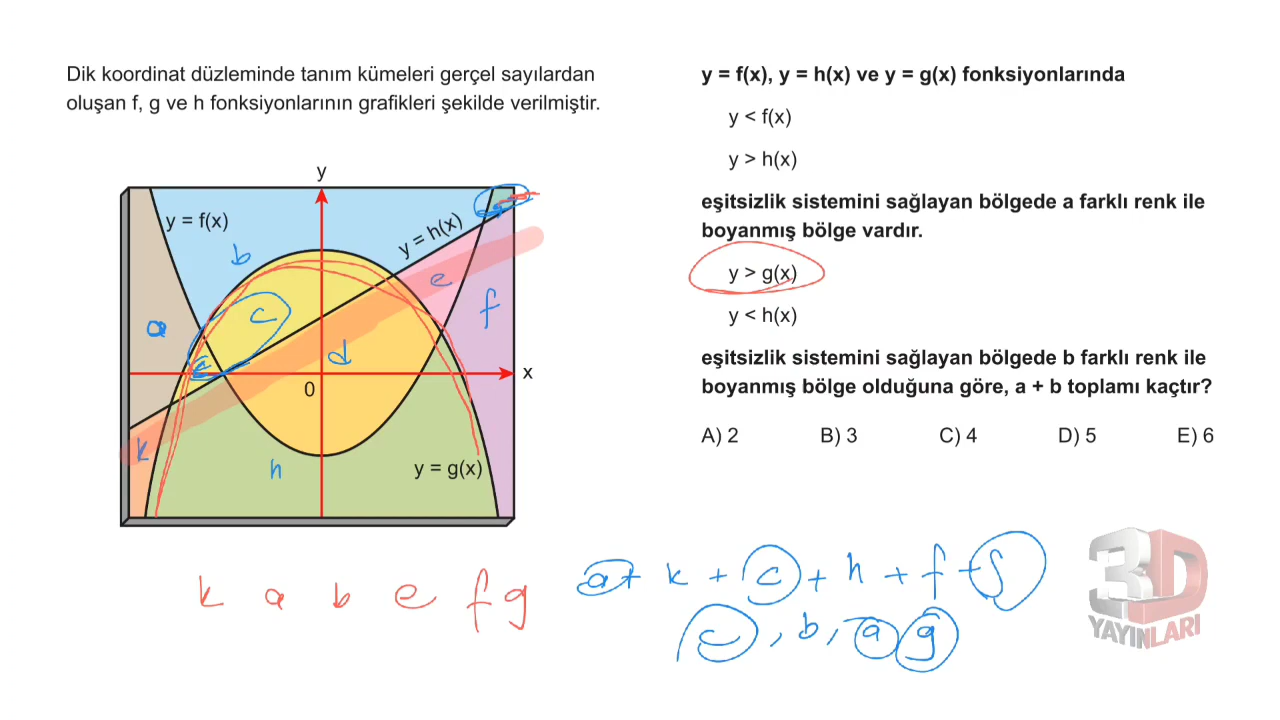 Dik koordinat düzleminde tanım kümeleri gerçel sayılardan
oluşan f, g ve h fonksiyonlarının grafikleri şekilde verilmiştir.
y
y = f(x)
y = h(x)
b
e
c
f
a
d
x
0
k
h
y = g(x)
k a b e f g
y = f(x), y = h(x) ve y = g(x) fonksiyonlarında
y < f(x)
y > h(x)
eşitsizlik sistemini sağlayan bölgede a farklı renk ile
boyanmış bölge vardır.
y > g(x)
y < h(x)
eşitsizlik sistemini sağlayan bölgede b farklı renk ile
boyanmış bölge olduğuna göre, a + b toplamı kaçtır?
A) 2 B) 3 C) 4 D) 5 E) 6
a + k + c + h + f +
c, b, a g
3D
YAYINLARI